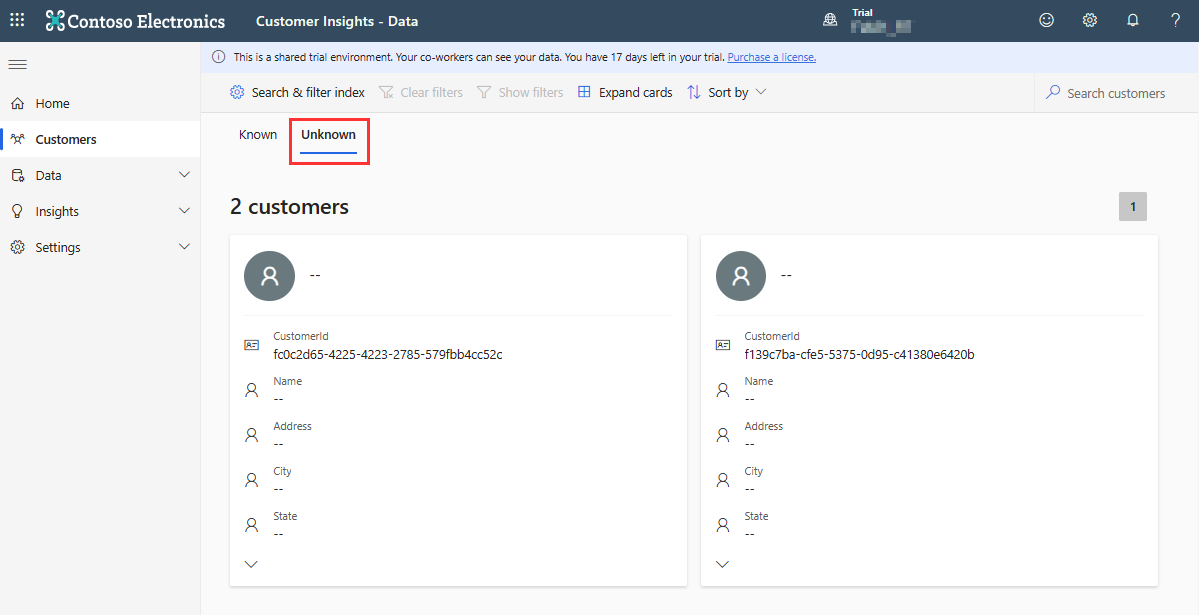 Contoso Electronics
Customer Insights - Data
Trial
This is a shared trial environment. Your co-workers can see your data. You have 17 days left in your trial. Purchase a license.
Home
Customers
Data
Insights
Settings
Search & filter index
Clear filters
Show filters
Expand cards
Sort by
Search customers
Known
Unknown
2 customers
1
--
CustomerId
fc0c2d65-4225-4223-2785-579fbb4cc52c
Name
--
Address
--
City
--
State
--
--
CustomerId
f139c7ba-cfe5-5375-0d95-c41380e6420b
Name
--
Address
--
City
--
State
--